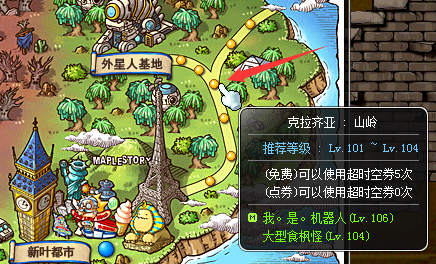 外星人基地
克拉齐亚 : 山岭
推荐等级 : Lv.101 ~ Lv.104
(免费)可以使用超时空券5次
(点券)可以使用超时空券0次
M 我。是。机器人(Lv.106)
大型食枳怪(Lv.104)
MAPLESTORY
新叶都市